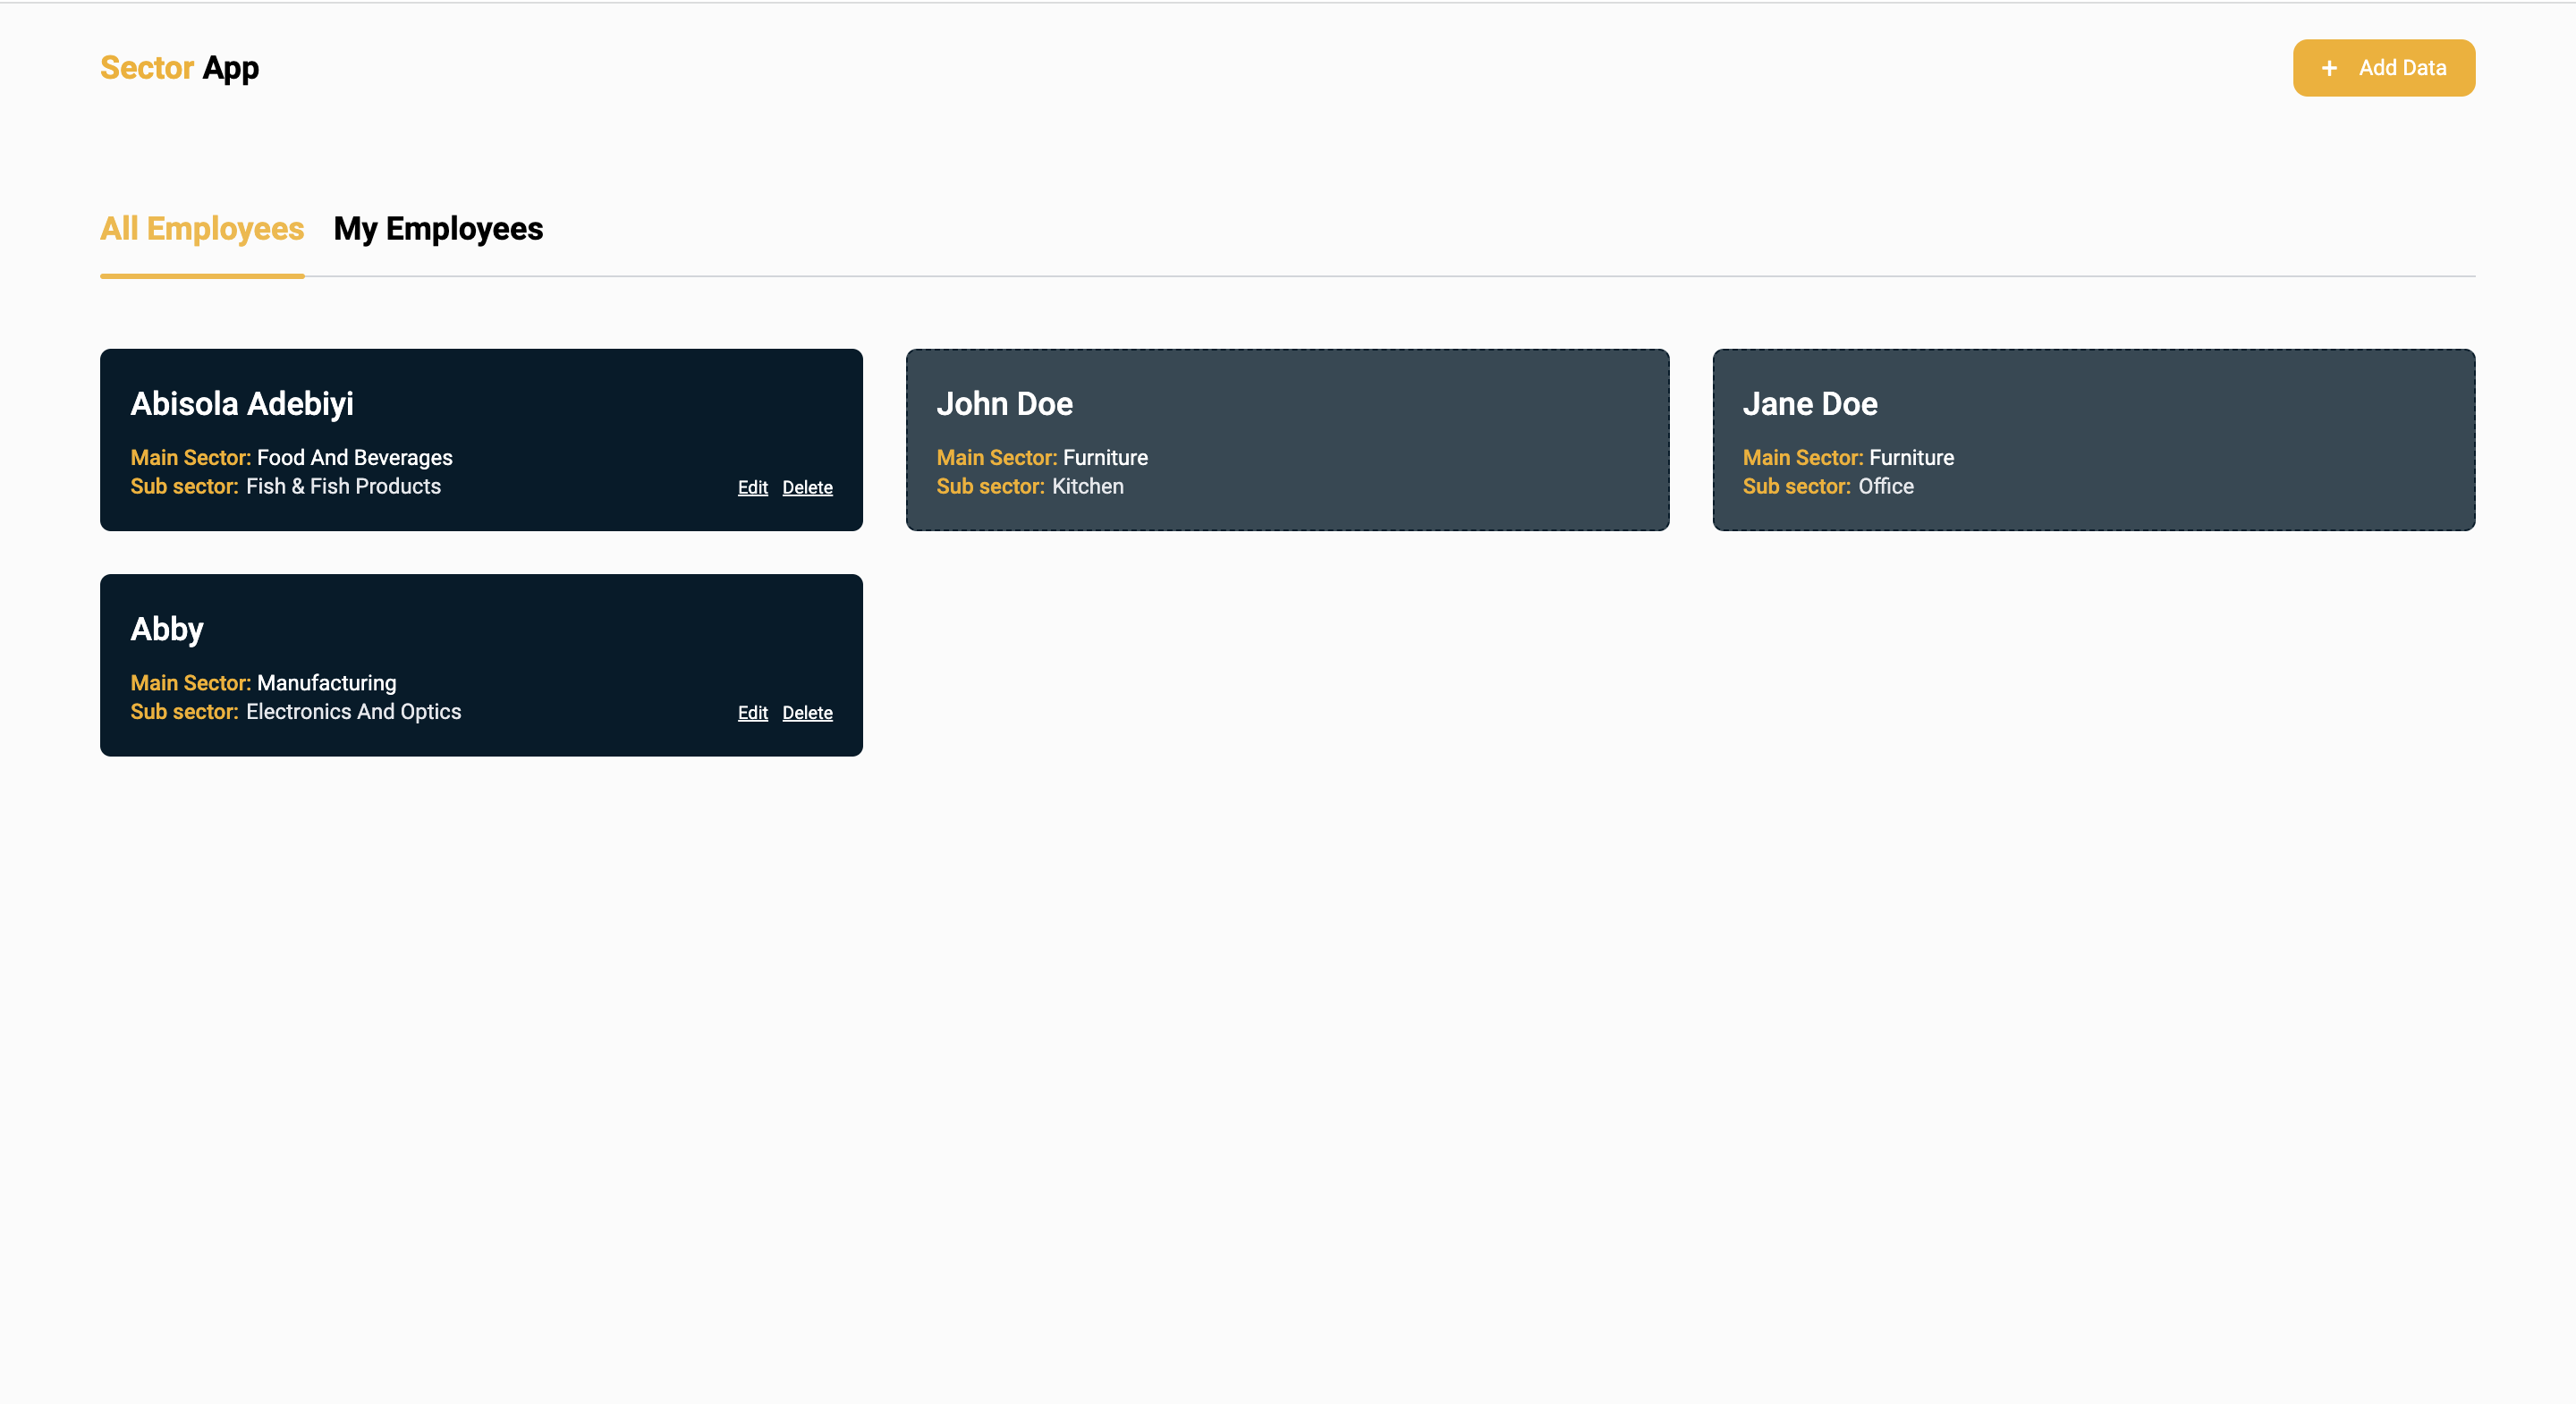 Sector App
+ Add Data
All Employees My Employees
Abisola Adebiyi
Main Sector: Food And Beverages
Sub sector: Fish & Fish Products
Edit Delete
John Doe
Main Sector: Furniture
Sub sector: Kitchen
Jane Doe
Main Sector: Furniture
Sub sector: Office
Abby
Main Sector: Manufacturing
Sub sector: Electronics And Optics
Edit Delete